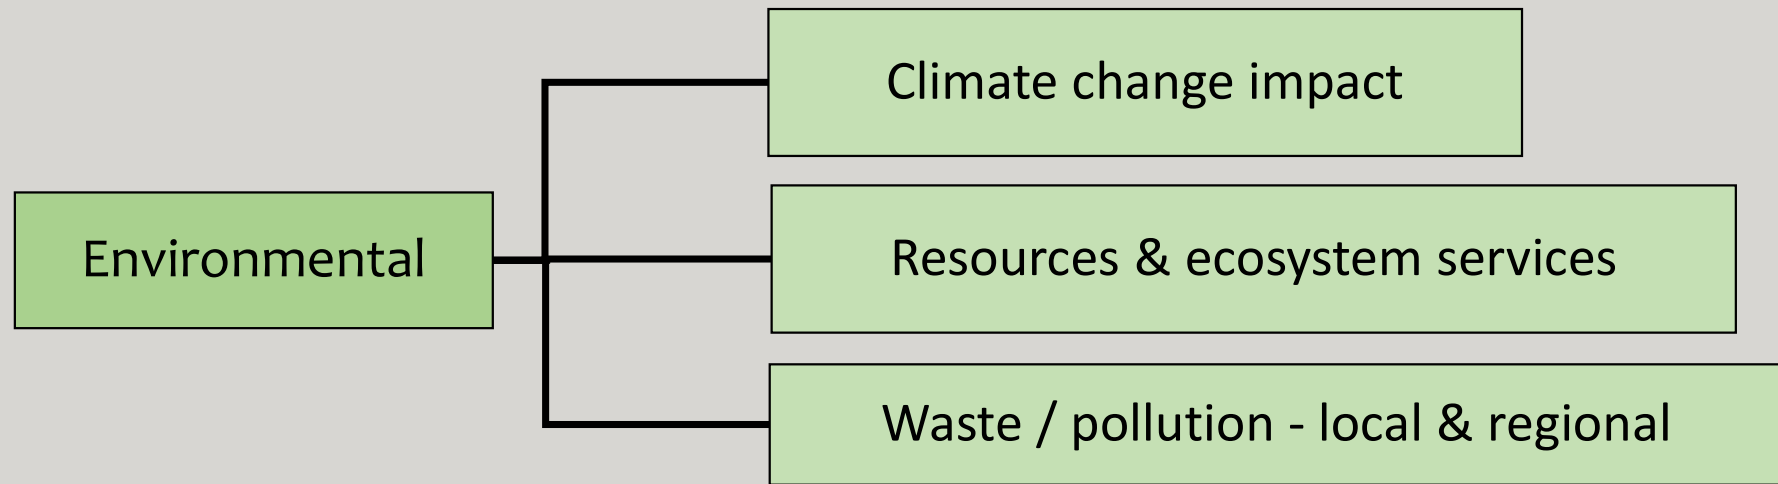 Climate change impact
Environmental
Resources & ecosystem services
Waste / pollution - local & regional